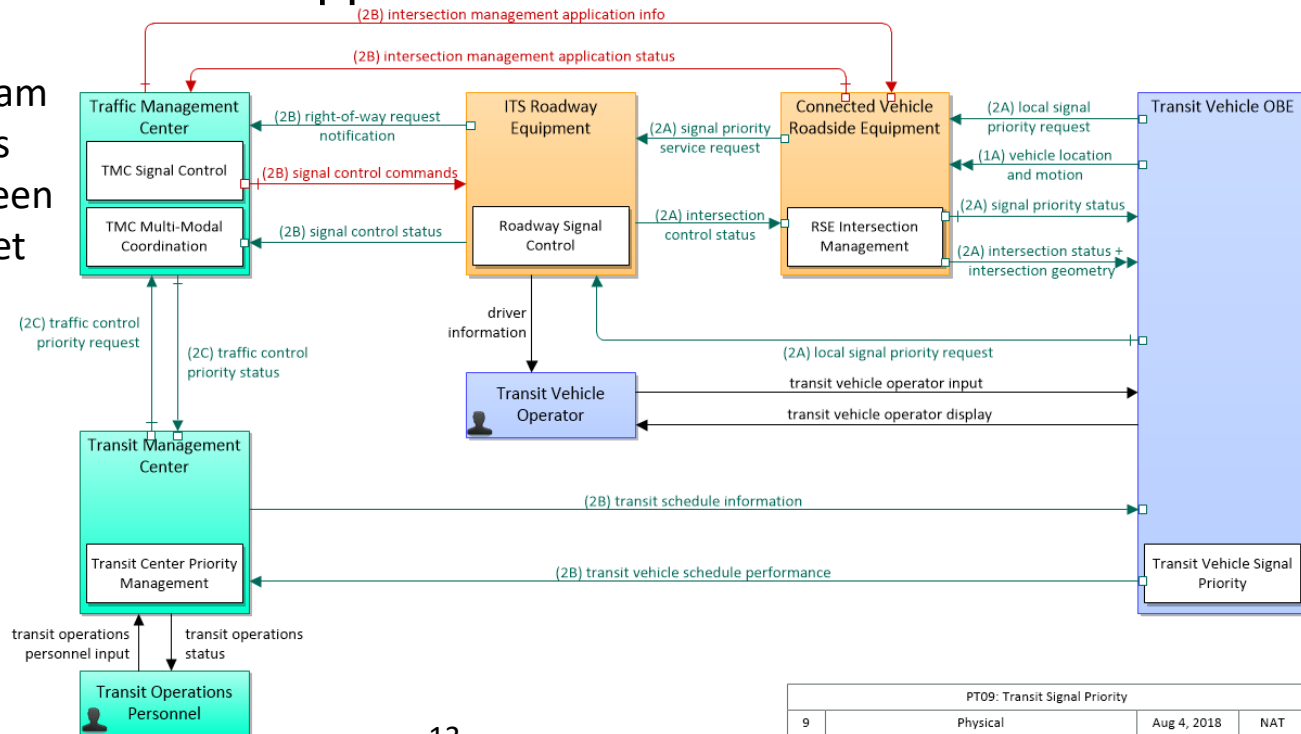 (2B) intersection management application info
(2B) intersection management application status
am
s
een
et
Traffic Management
Center
TMC Signal Control
TMC Multi-Modal
Coordination
(2B) right-of-way request
notification
(2B) signal control commands
(2B) signal control status
ITS Roadway
Equipment
Roadway Signal
Control
(2A) signal priority
service request
(2A) intersection
control status
Connected Vehicle
Roadside Equipment
RSE Intersection
Management
(2A) local signal
priority request
(1A) vehicle location
and motion
(2A) signal priority status
(2A) intersection status +
intersection geometry
Transit Vehicle OBE
(2C) traffic control
priority request
(2C) traffic control
priority status
driver
information
(2A) local signal priority request
Transit Vehicle
Operator
transit vehicle operator input
transit vehicle operator display
Transit Management
Center
(2B) transit schedule information
Transit Center Priority
Management
(2B) transit vehicle schedule performance
Transit Vehicle Signal
Priority
transit operations
personnel input
transit operations
status
Transit Operations
Personnel
PT09: Transit Signal Priority
9 Physical Aug 4, 2018 NAT